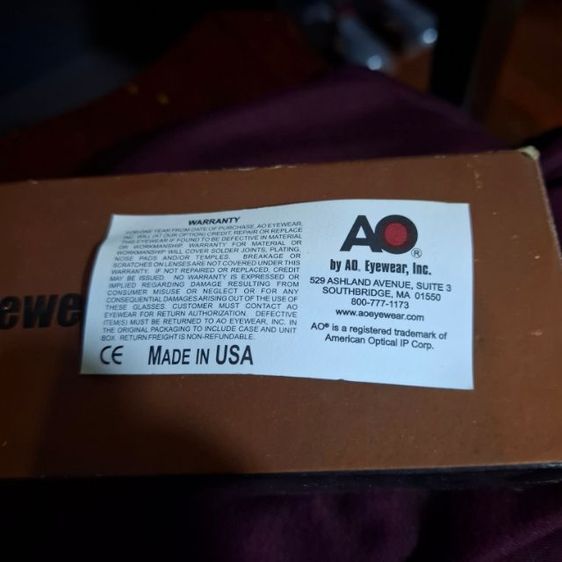 WARRANTY
FOR ONE YEAR FROM DATE OF PURCHASE, AO EYEWEAR,
INC. WILL (AT OUR OPTION) CREDIT, REPAIR OR REPLACE
THIS EYEWEAR IF FOUND TO BE DEFECTIVE IN MATERIAL
OR WORKMANSHIP. WARRANTY FOR MATERIAL OR
WORKMANSHIP WILL COVER SOLDER JOINTS, PLATING,
NOSE PADS AND/OR TEMPLES. BREAKAGE OR
SCRATCHES ON LENSES ARE NOT COVERED UNDER THIS
WARRANTY. IF NOT REPAIRED OR REPLACED, CREDIT
MAY BE ISSUED. NO WARRANTY IS EXPRESSED OR
IMPLIED REGARDING DAMAGE RESULTING FROM
CONSUMER MISUSE OR NEGLECT OR FOR ANY
CONSEQUENTIAL DAMAGES ARISING OUT OF THE USE OF
THESE GLASSES. CUSTOMER MUST CONTACT AO
EYEWEAR FOR RETURN AUTHORIZATION. DEFECTIVE
ITEM(S) MUST BE RETURNED TO AO EYEWEAR, INC. IN
THE ORIGINAL PACKAGING TO INCLUDE CASE AND UNIT
BOX. RETURN FREIGHT IS NON-REFUNDABLE.
CE MADE IN USA
AO®
by AO. Eyewear, Inc.
529 ASHLAND AVENUE, SUITE 3
SOUTHBRIDGE, MA 01550
800-777-1173
www.aoeyewear.com
AO® is a registered trademark of
American Optical IP Corp.
ewe